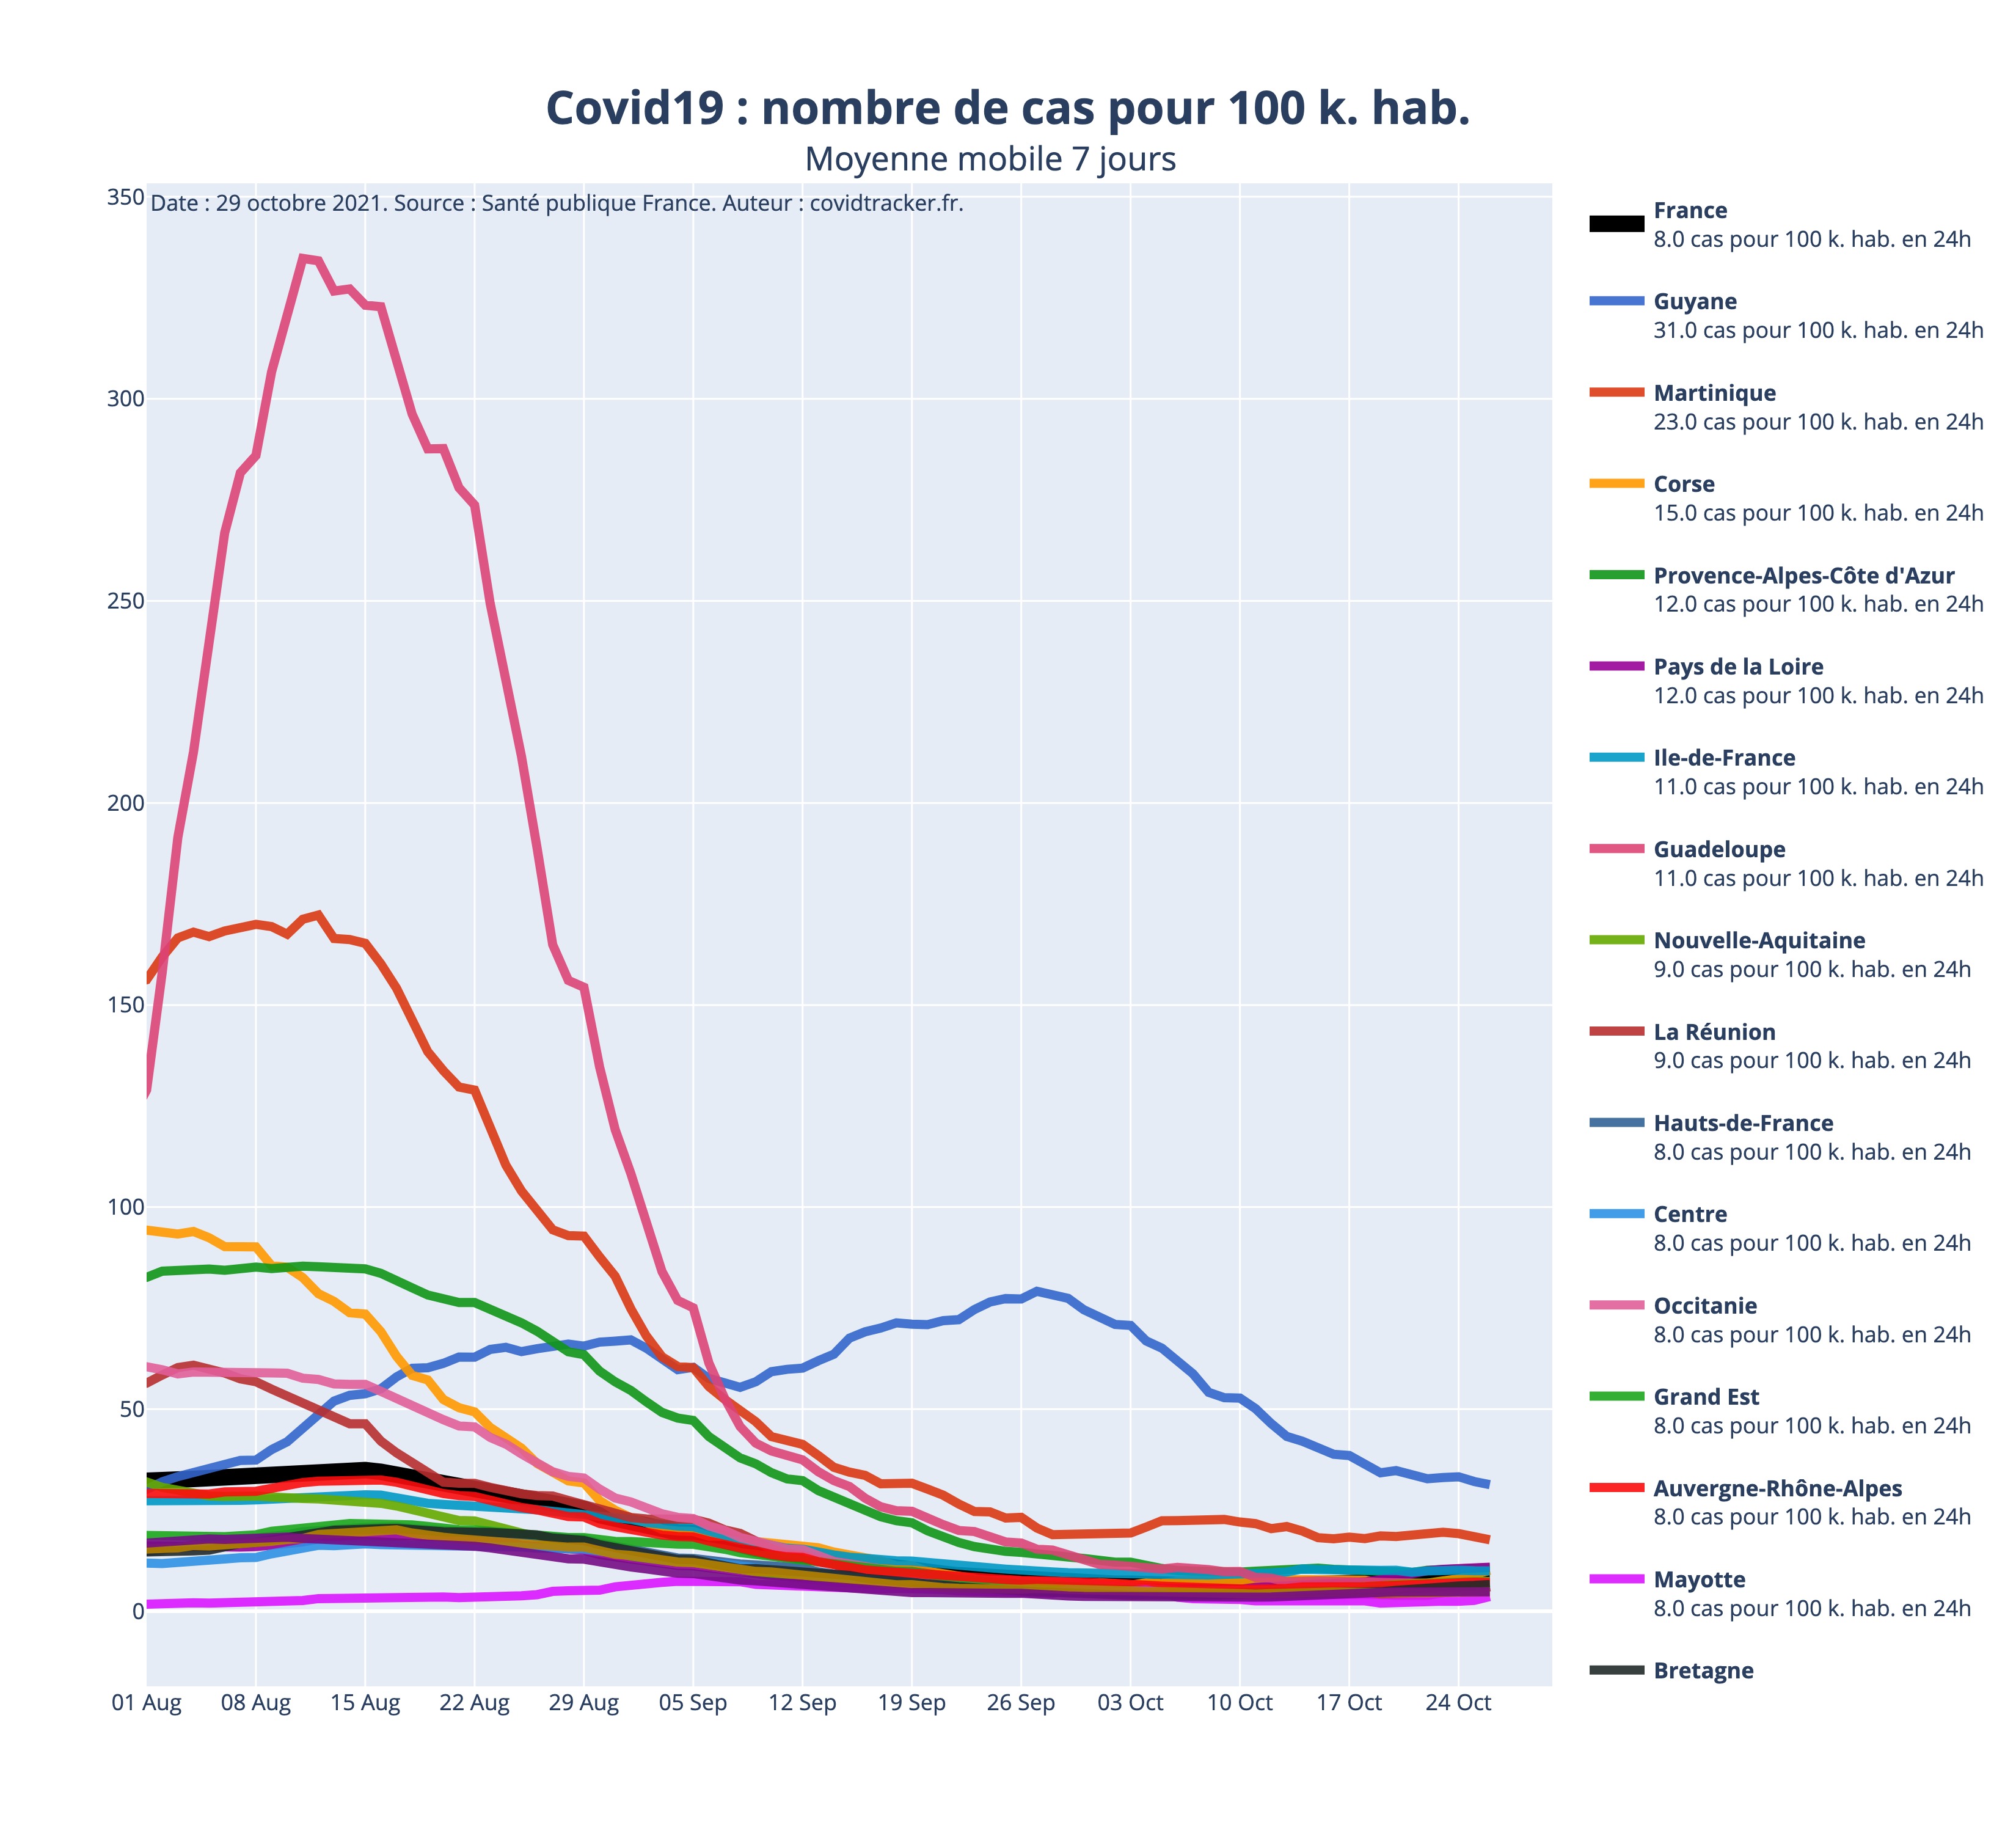 Covid19 : nombre de cas pour 100 k. hab.
Moyenne mobile 7 jours
Date : 29 octobre 2021. Source : Santé publique France. Auteur : covidtracker.fr.
350
300
250
200
150
100
50
0
01 Aug
08 Aug
15 Aug
22 Aug
29 Aug
05 Sep
12 Sep
19 Sep
26 Sep
03 Oct
10 Oct
17 Oct
24 Oct
France
8.0 cas pour 100 k. hab. en 24h
Guyane
31.0 cas pour 100 k. hab. en 24h
Martinique
23.0 cas pour 100 k. hab. en 24h
Corse
15.0 cas pour 100 k. hab. en 24h
Provence-Alpes-Côte d'Azur
12.0 cas pour 100 k. hab. en 24h
Pays de la Loire
12.0 cas pour 100 k. hab. en 24h
Ile-de-France
11.0 cas pour 100 k. hab. en 24h
Guadeloupe
11.0 cas pour 100 k. hab. en 24h
Nouvelle-Aquitaine
9.0 cas pour 100 k. hab. en 24h
La Réunion
9.0 cas pour 100 k. hab. en 24h
Hauts-de-France
8.0 cas pour 100 k. hab. en 24h
Centre
8.0 cas pour 100 k. hab. en 24h
Occitanie
8.0 cas pour 100 k. hab. en 24h
Grand Est
8.0 cas pour 100 k. hab. en 24h
Auvergne-Rhône-Alpes
8.0 cas pour 100 k. hab. en 24h
Mayotte
8.0 cas pour 100 k. hab. en 24h
Bretagne